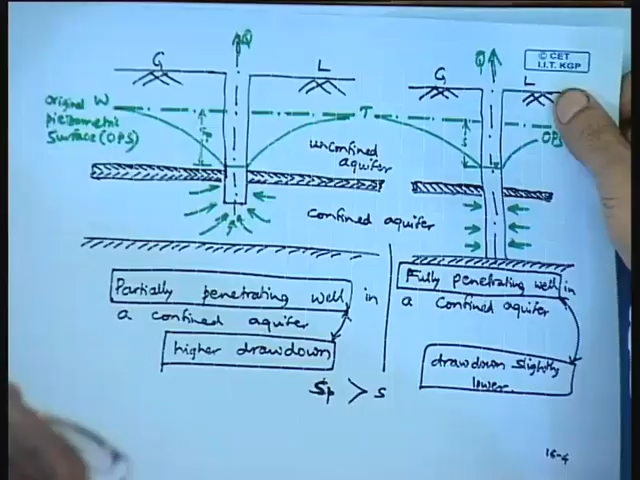 © CET
I.I.T. KGP
Q
Q
G
L
G
L
original W
piezometric
Surface (OPS)
T
OPS
Sp
s
unconfined
aquifer
confined aquifer
Partially penetrating well in
a confined aquifer
higher drawdown
Fully penetrating well in
a confined aquifer
drawdown slightly
lower.
Sp > s
16-4